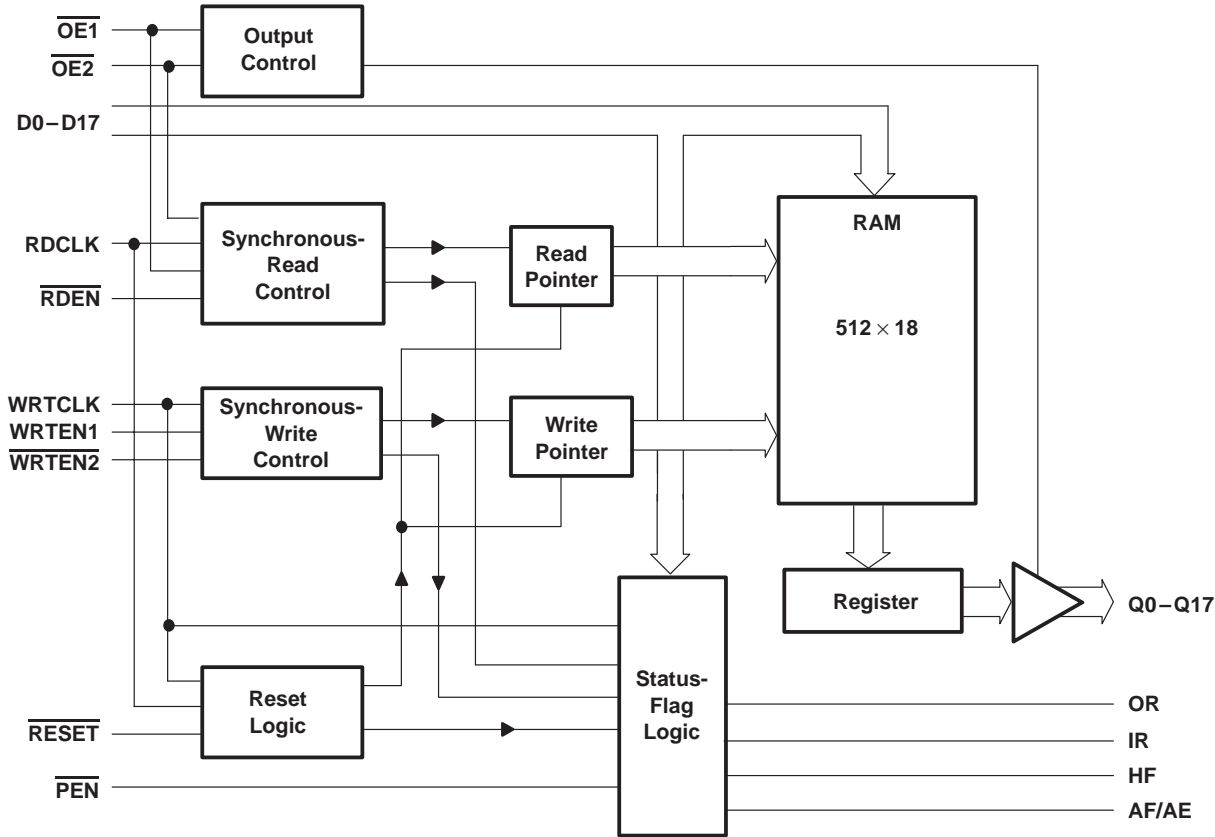 OE1
OE2
Output
Control
D0–D17
RDCLK
RDEN
Synchronous-
Read
Control
Read
Pointer
RAM
512 × 18
WRTCLK
WRTEN1
WRTEN2
Synchronous-
Write
Control
Write
Pointer
Register
Q0–Q17
Reset
Logic
RESET
PEN
Status-
Flag
Logic
OR
IR
HF
AF/AE